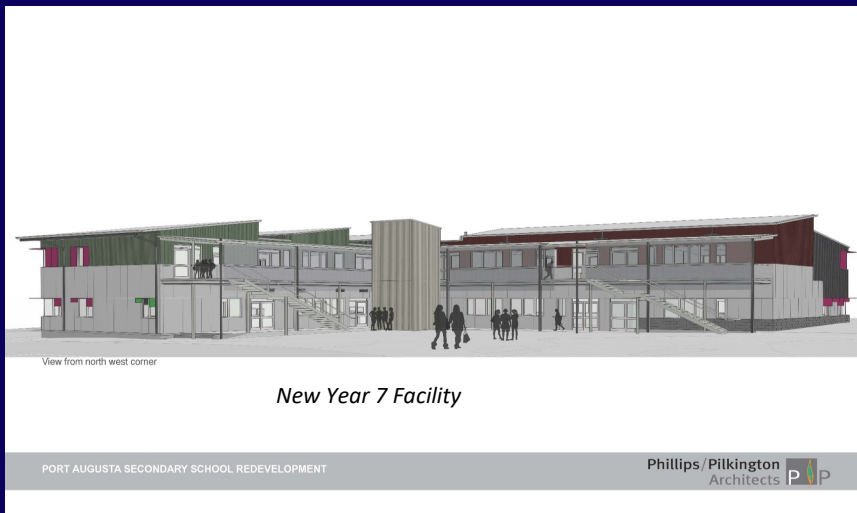 View from north west corner
New Year 7 Facility
PORT AUGUSTA SECONDARY SCHOOL REDEVELOPMENT
Phillips/Pilkington
Architects
P P